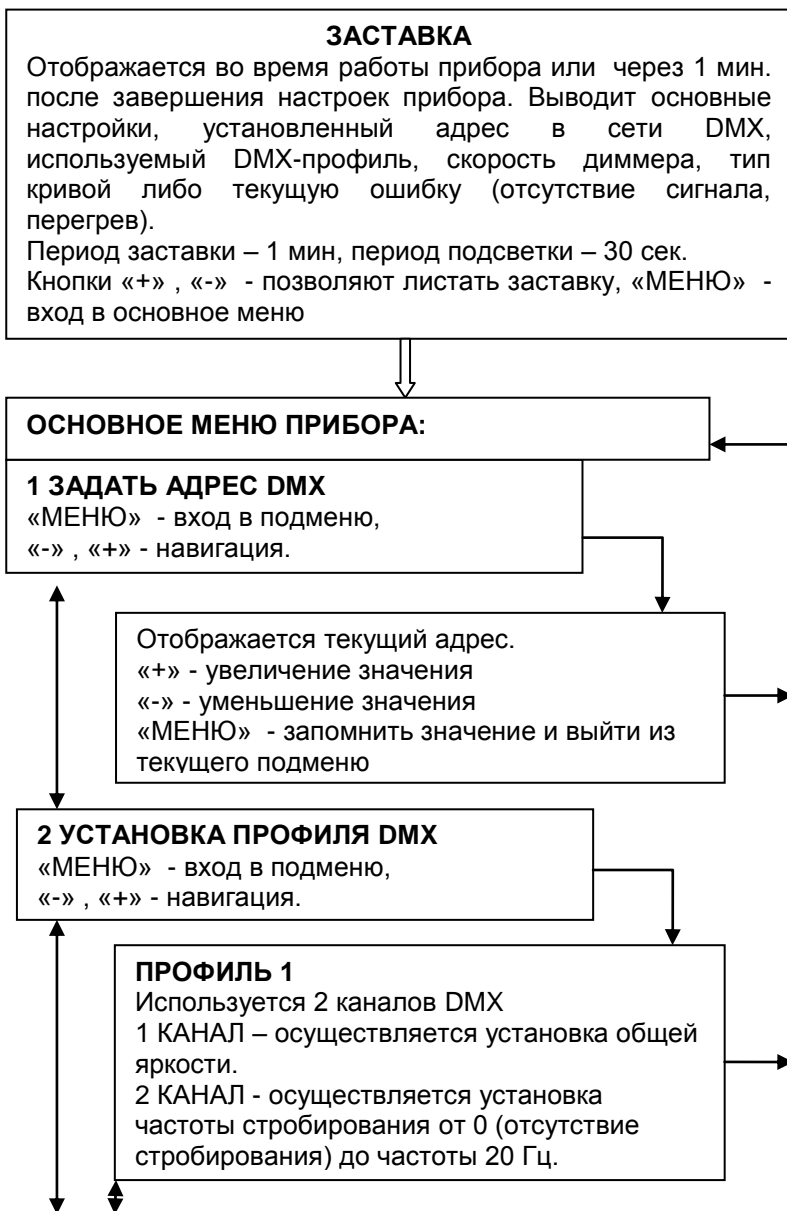 ЗАСТАВКА
Отображается во время работы прибора или через 1 мин.
после завершения настроек прибора. Выводит основные
настройки, установленный адрес в сети DMX,
используемый DMX-профиль, скорость диммера, тип
кривой либо текущую ошибку (отсутствие сигнала,
перегрев).
Период заставки – 1 мин, период подсветки – 30 сек.
Кнопки «+» , «-» - позволяют листать заставку, «МЕНЮ» -
вход в основное меню
ОСНОВНОЕ МЕНЮ ПРИБОРА:
1 ЗАДАТЬ АДРЕС DMX
«МЕНЮ» - вход в подменю,
«-» , «+» - навигация.
Отображается текущий адрес.
«+» - увеличение значения
«-» - уменьшение значения
«МЕНЮ» - запомнить значение и выйти из
текущего подменю
2 УСТАНОВКА ПРОФИЛЯ DMX
«МЕНЮ» - вход в подменю,
«-» , «+» - навигация.
ПРОФИЛЬ 1
Используется 2 каналов DMX
1 КАНАЛ – осуществляется установка общей
яркости.
2 КАНАЛ - осуществляется установка
частоты стробирования от 0 (отсутствие
стробирования) до частоты 20 Гц.